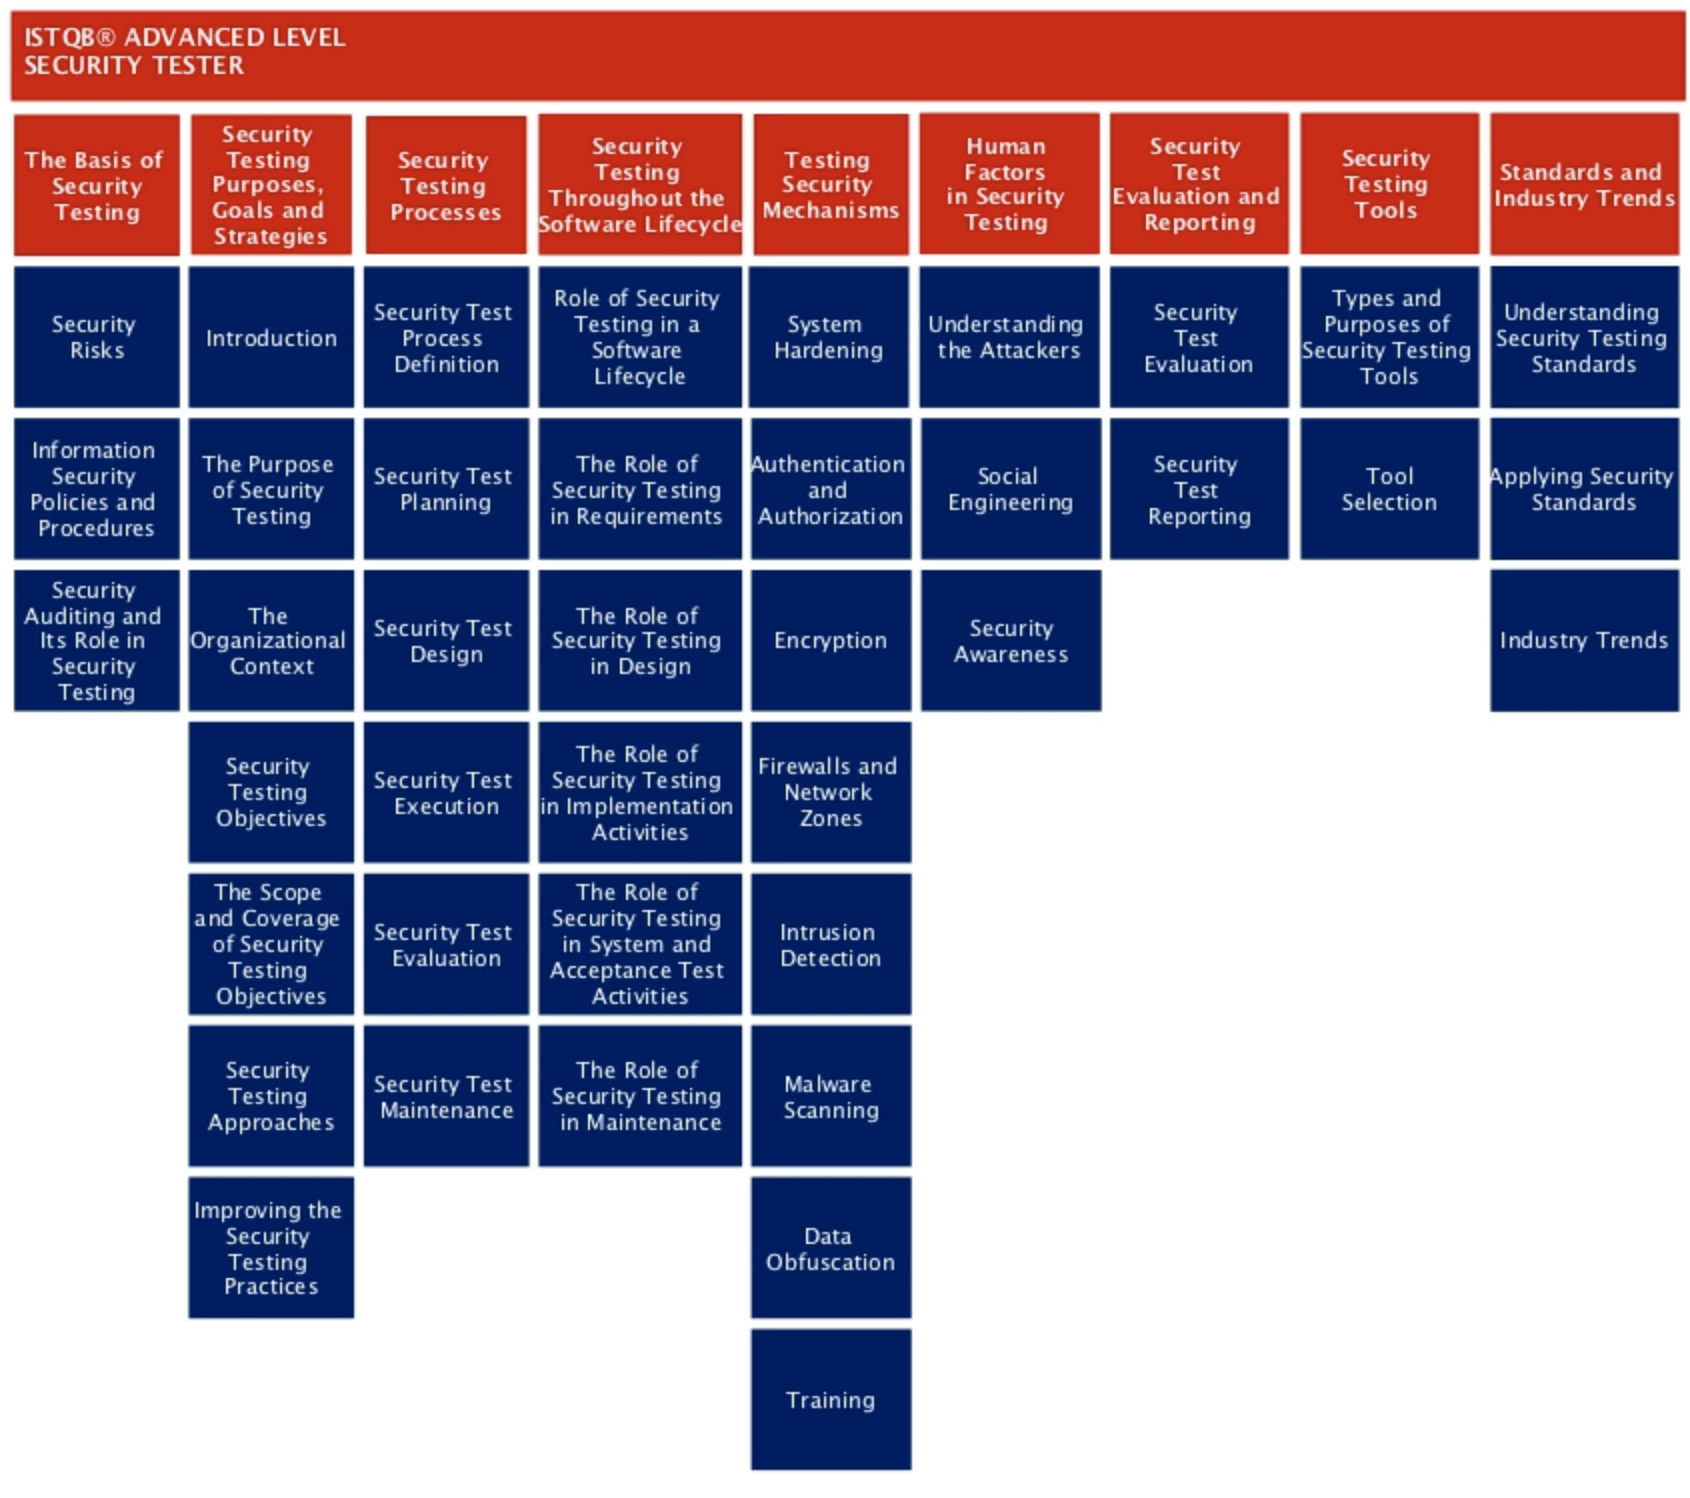 ISTQB® ADVANCED LEVEL
SECURITY TESTER
The Basis of
Security
Testing
Security
Testing
Purposes,
Goals and
Strategies
Security
Testing
Processes
Security
Testing
Throughout the
Software Lifecycle
Testing
Security
Mechanisms
Human
Factors
in Security
Testing
Security
Test
Evaluation and
Reporting
Security
Testing
Tools
Standards and
Industry Trends
Security
Risks
Introduction
Security Test
Process
Definition
Role of Security
Testing in a
Software
Lifecycle
System
Hardening
Understanding
the Attackers
Security
Test
Evaluation
Types and
Purposes of
Security Testing
Tools
Understanding
Security Testing
Standards
Information
Security
Policies and
Procedures
The Purpose
of Security
Testing
Security Test
Planning
The Role of
Security Testing
in Requirements
Authentication
and
Authorization
Social
Engineering
Security
Test
Reporting
Tool
Selection
Applying Security
Standards
Security
Auditing and
Its Role in
Security
Testing
The
Organizational
Context
Security Test
Design
The Role of
Security Testing
in Design
Encryption
Security
Awareness
Industry Trends
Security
Testing
Objectives
Security Test
Execution
The Role of
Security Testing
in Implementation
Activities
Firewalls and
Network
Zones
The Scope
and Coverage
of Security
Testing
Objectives
Security Test
Evaluation
The Role of
Security Testing
in System and
Acceptance Test
Activities
Intrusion
Detection
Security
Testing
Approaches
Security Test
Maintenance
The Role of
Security Testing
in Maintenance
Malware
Scanning
Improving the
Security
Testing
Practices
Data
Obfuscation
Training